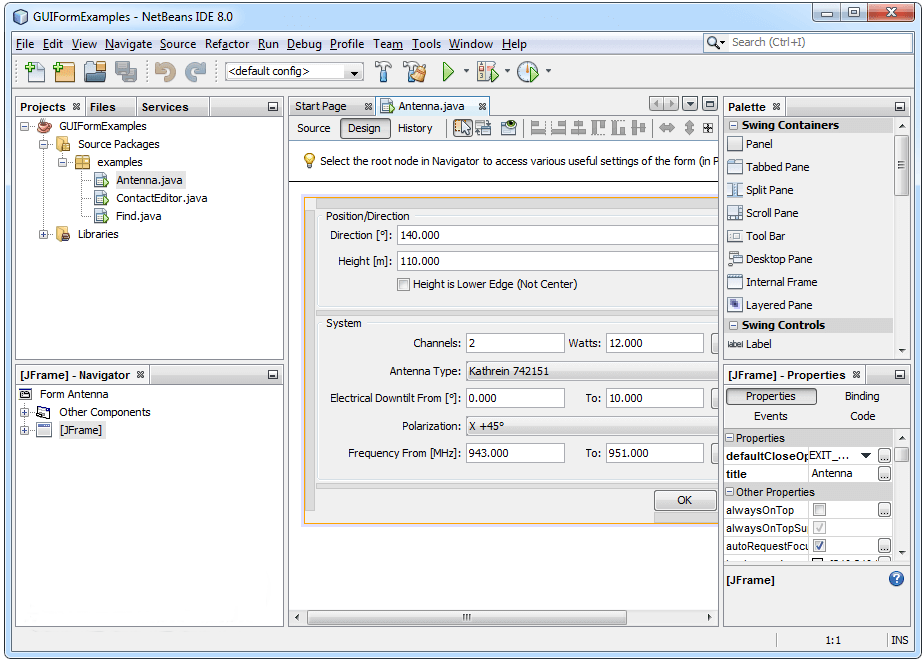 GUIFormExamples - NetBeans IDE 8.0
File Edit View Navigate Source Refactor Run Debug Profile Team Tools Window Help
Search (Ctrl+I)
<default config>
Projects Files Services
GUIFormExamples
Source Packages
examples
Antenna.java
ContactEditor.java
Find.java
Libraries
[JFrame] - Navigator
Form Antenna
Other Components
[JFrame]
Start Page Antenna.java
Source Design History
Select the root node in Navigator to access various useful settings of the form (in P
Position/Direction
Direction [°]: 140.000
Height [m]: 110.000
Height is Lower Edge (Not Center)
System
Channels: 2 Watts: 12.000
Antenna Type: Kathrein 742151
Electrical Downtilt From [°]: 0.000 To: 10.000
Polarization: X +45°
Frequency From [MHz]: 943.000 To: 951.000
OK
Palette
Swing Containers
Panel
Tabbed Pane
Split Pane
Scroll Pane
Tool Bar
Desktop Pane
Internal Frame
Layered Pane
Swing Controls
label Label
[JFrame] - Properties
Properties Binding
Events Code
Properties
defaultCloseOp EXIT_... ...
title Antenna ...
Other Properties
alwaysOnTop ...
alwaysOnTopSu
autoRequestFocu ...
[JFrame]
1:1 INS